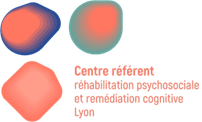 Centre référent
réhabilitation psychosociale
et remédiation cognitive
Lyon